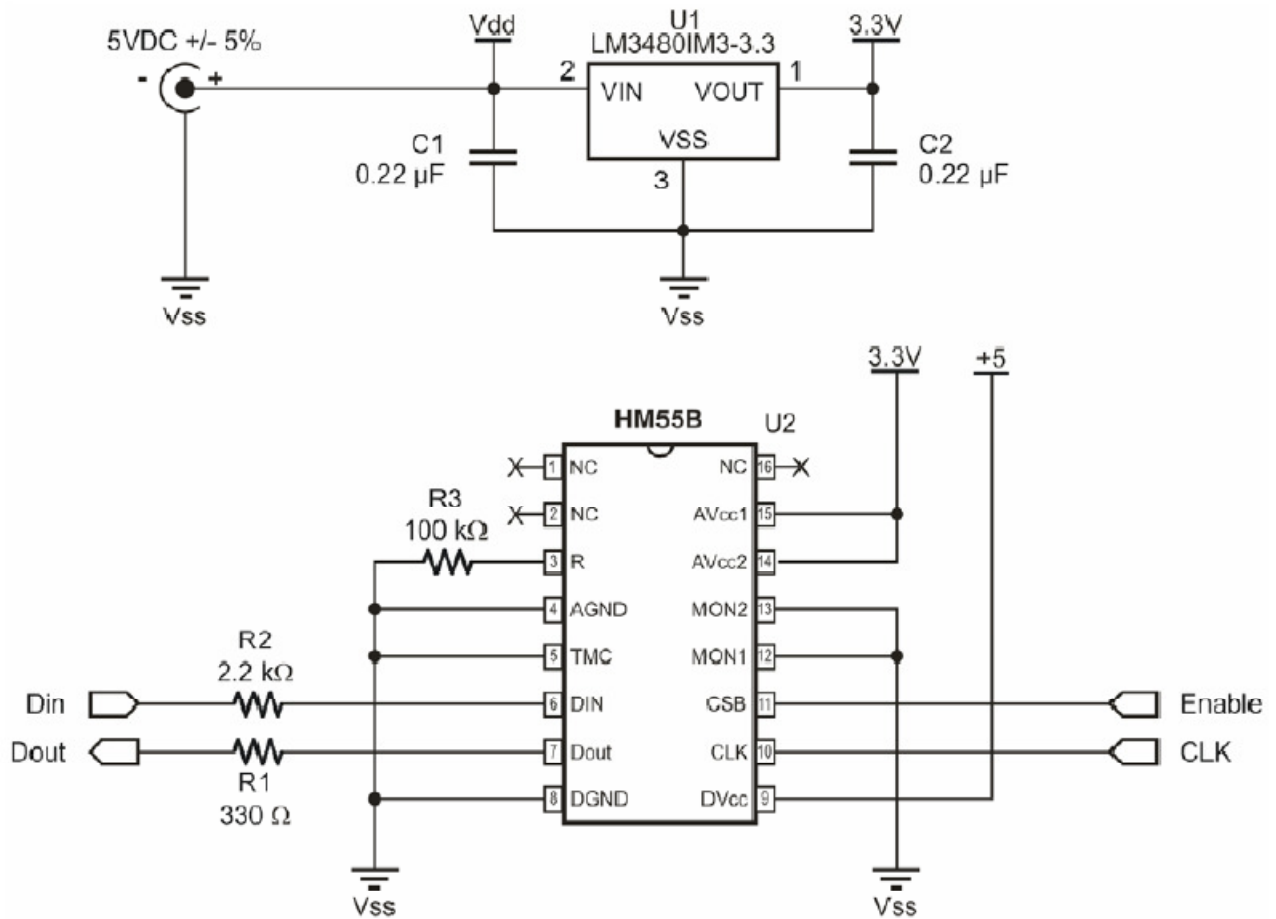 5VDC +/- 5%
- +
Vdd
U1
LM3480IM3-3.3
3.3V
2
VIN
VOUT
1
VSS
3
C1
0.22 µF
C2
0.22 µF
Vss
Vss
3.3V
+5
HM55B
U2
1 NC
NC 16
R3
100 kΩ
2 NC
AVcc1 15
3 R
AVcc2 14
4 AGND
MON2 13
R2
2.2 kΩ
5 TMC
MON1 12
Din
6 DIN
CSB 11
Enable
Dout
7 Dout
CLK 10
CLK
R1
330 Ω
8 DGND
DVcc 9
Vss
Vss